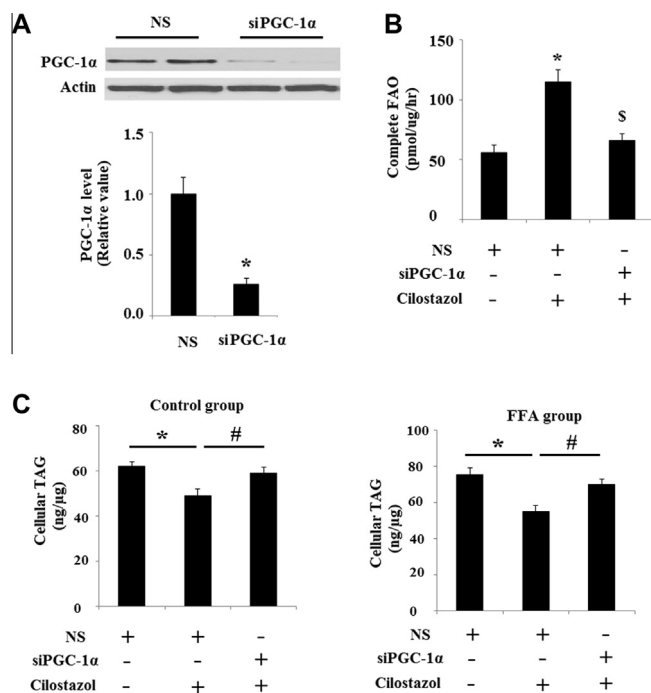 A
NS siPGC-1α
PGC-1α
Actin
PGC-1α level
(Relative value)
1.5
1.0
0.5
0.0
*
NS siPGC-1α
B
Complete FAO
(pmol/ug/hr)
150
100
50
0
*
$
NS + + -
siPGC-1α - - +
Cilostazol - + +
C
Control group
Cellular TAG
(ng/µg)
80
60
40
20
0
* #
NS + + -
siPGC-1α - - +
Cilostazol - + +
FFA group
Cellular TAG
(ng/µg)
100
80
60
40
20
0
* #
NS + + -
siPGC-1α - - +
Cilostazol - + +